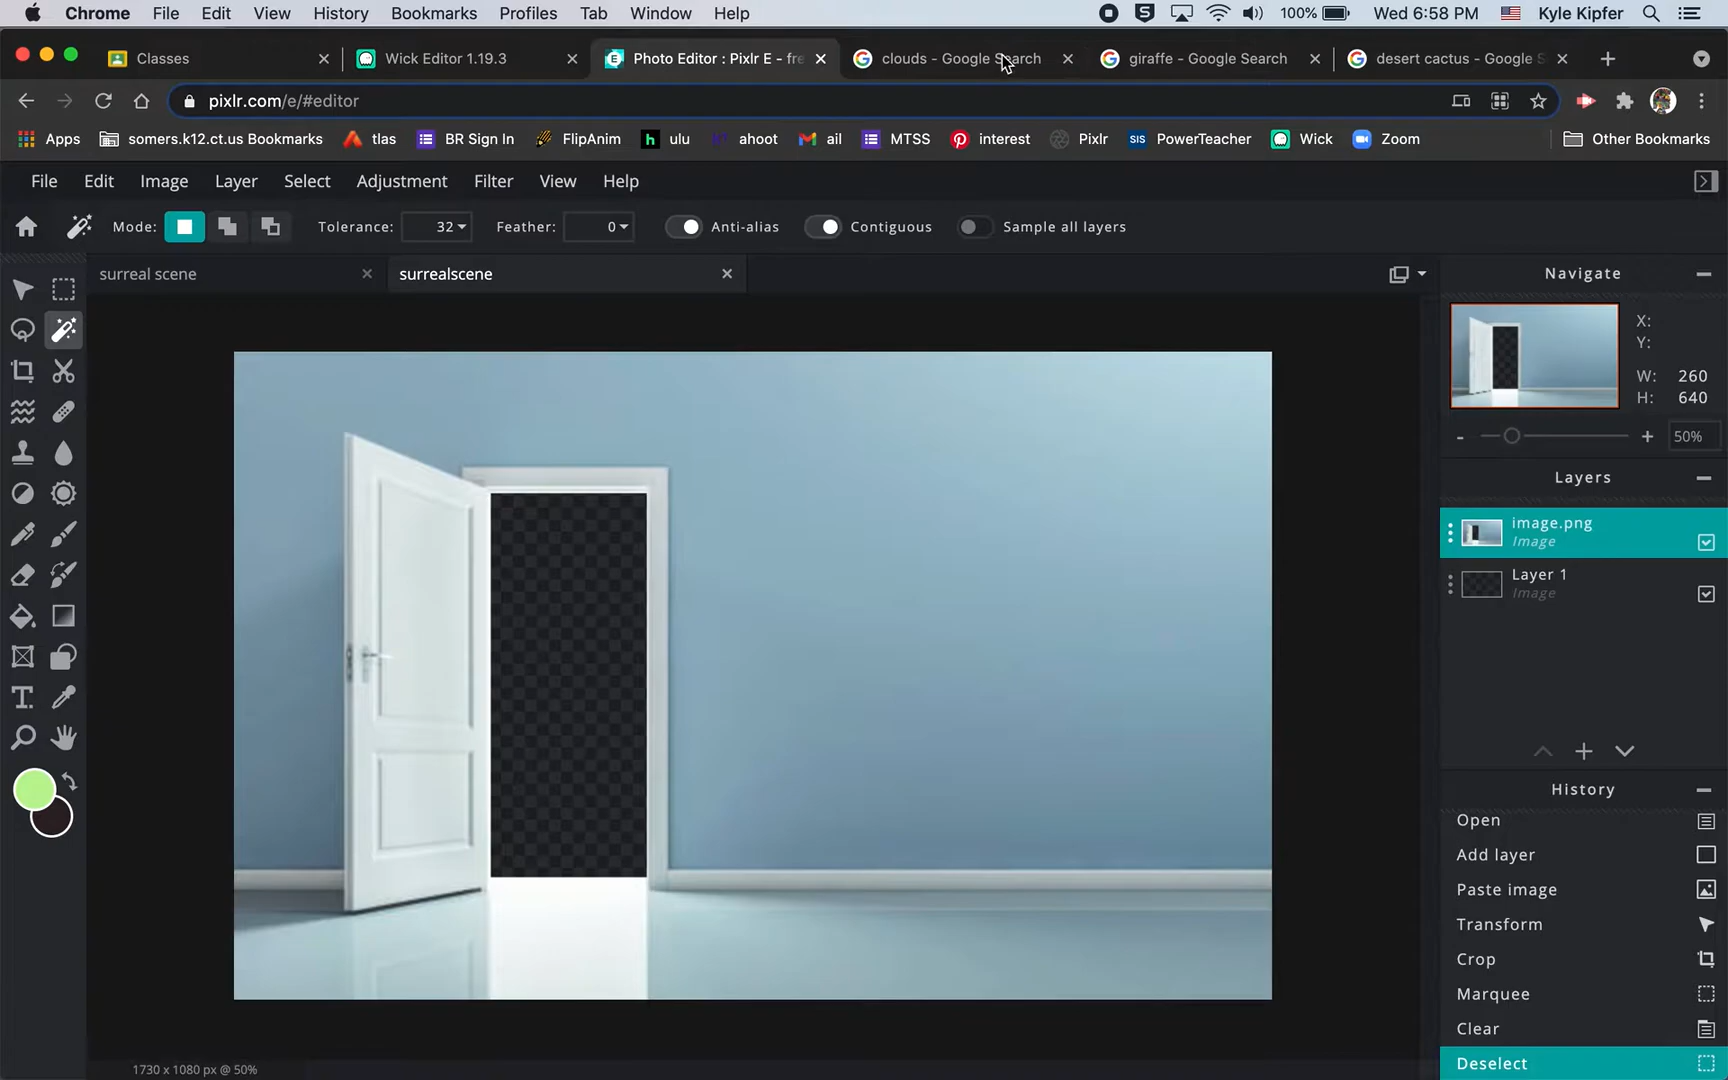 Chrome File Edit View History Bookmarks Profiles Tab Window Help 100% Wed 6:58 PM Kyle Kipfer
Classes Wick Editor 1.19.3 Photo Editor : Pixlr E - fre clouds - Google Search giraffe - Google Search desert cactus - Google S
pixlr.com/e/#editor
Apps somers.k12.ct.us Bookmarks tlas BR Sign In FlipAnim ulu ahoot ail MTSS interest Pixlr SIS PowerTeacher Wick Zoom Other Bookmarks
File Edit Image Layer Select Adjustment Filter View Help
Mode: Tolerance: 32 Feather: 0 Anti-alias Contiguous Sample all layers
surreal scene surrealscene
Navigate
X:
Y:
W: 260
H: 640
- + 50%
Layers
image.png
Image
Layer 1
Image
History
Open
Add layer
Paste image
Transform
Crop
Marquee
Clear
Deselect
1730 x 1080 px @ 50%